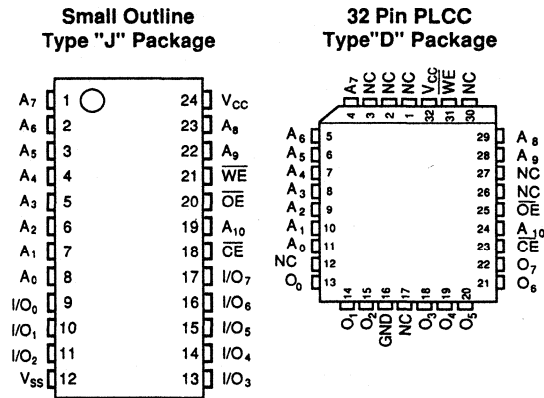 Small Outline
Type "J" Package
A7 1 24 VCC
A6 2 23 A8
A5 3 22 A9
A4 4 21 W̅E̅
A3 5 20 O̅E̅
A2 6 19 A10
A1 7 18 C̅E̅
A0 8 17 I/O7
I/O0 9 16 I/O6
I/O1 10 15 I/O5
I/O2 11 14 I/O4
VSS 12 13 I/O3
32 Pin PLCC
Type"D" Package
A7 NC NC NC VCC W̅E̅ NC
4 3 2 1 32 31 30
A6 5 29 A8
A5 6 28 A9
A4 7 27 NC
A3 8 26 NC
A2 9 25 O̅E̅
A1 10 24 A10
A0 11 23 C̅E̅
NC 12 22 O7
O0 13 21 O6
14 15 16 17 18 19 20
O1 O2 GND NC O3 O4 O5